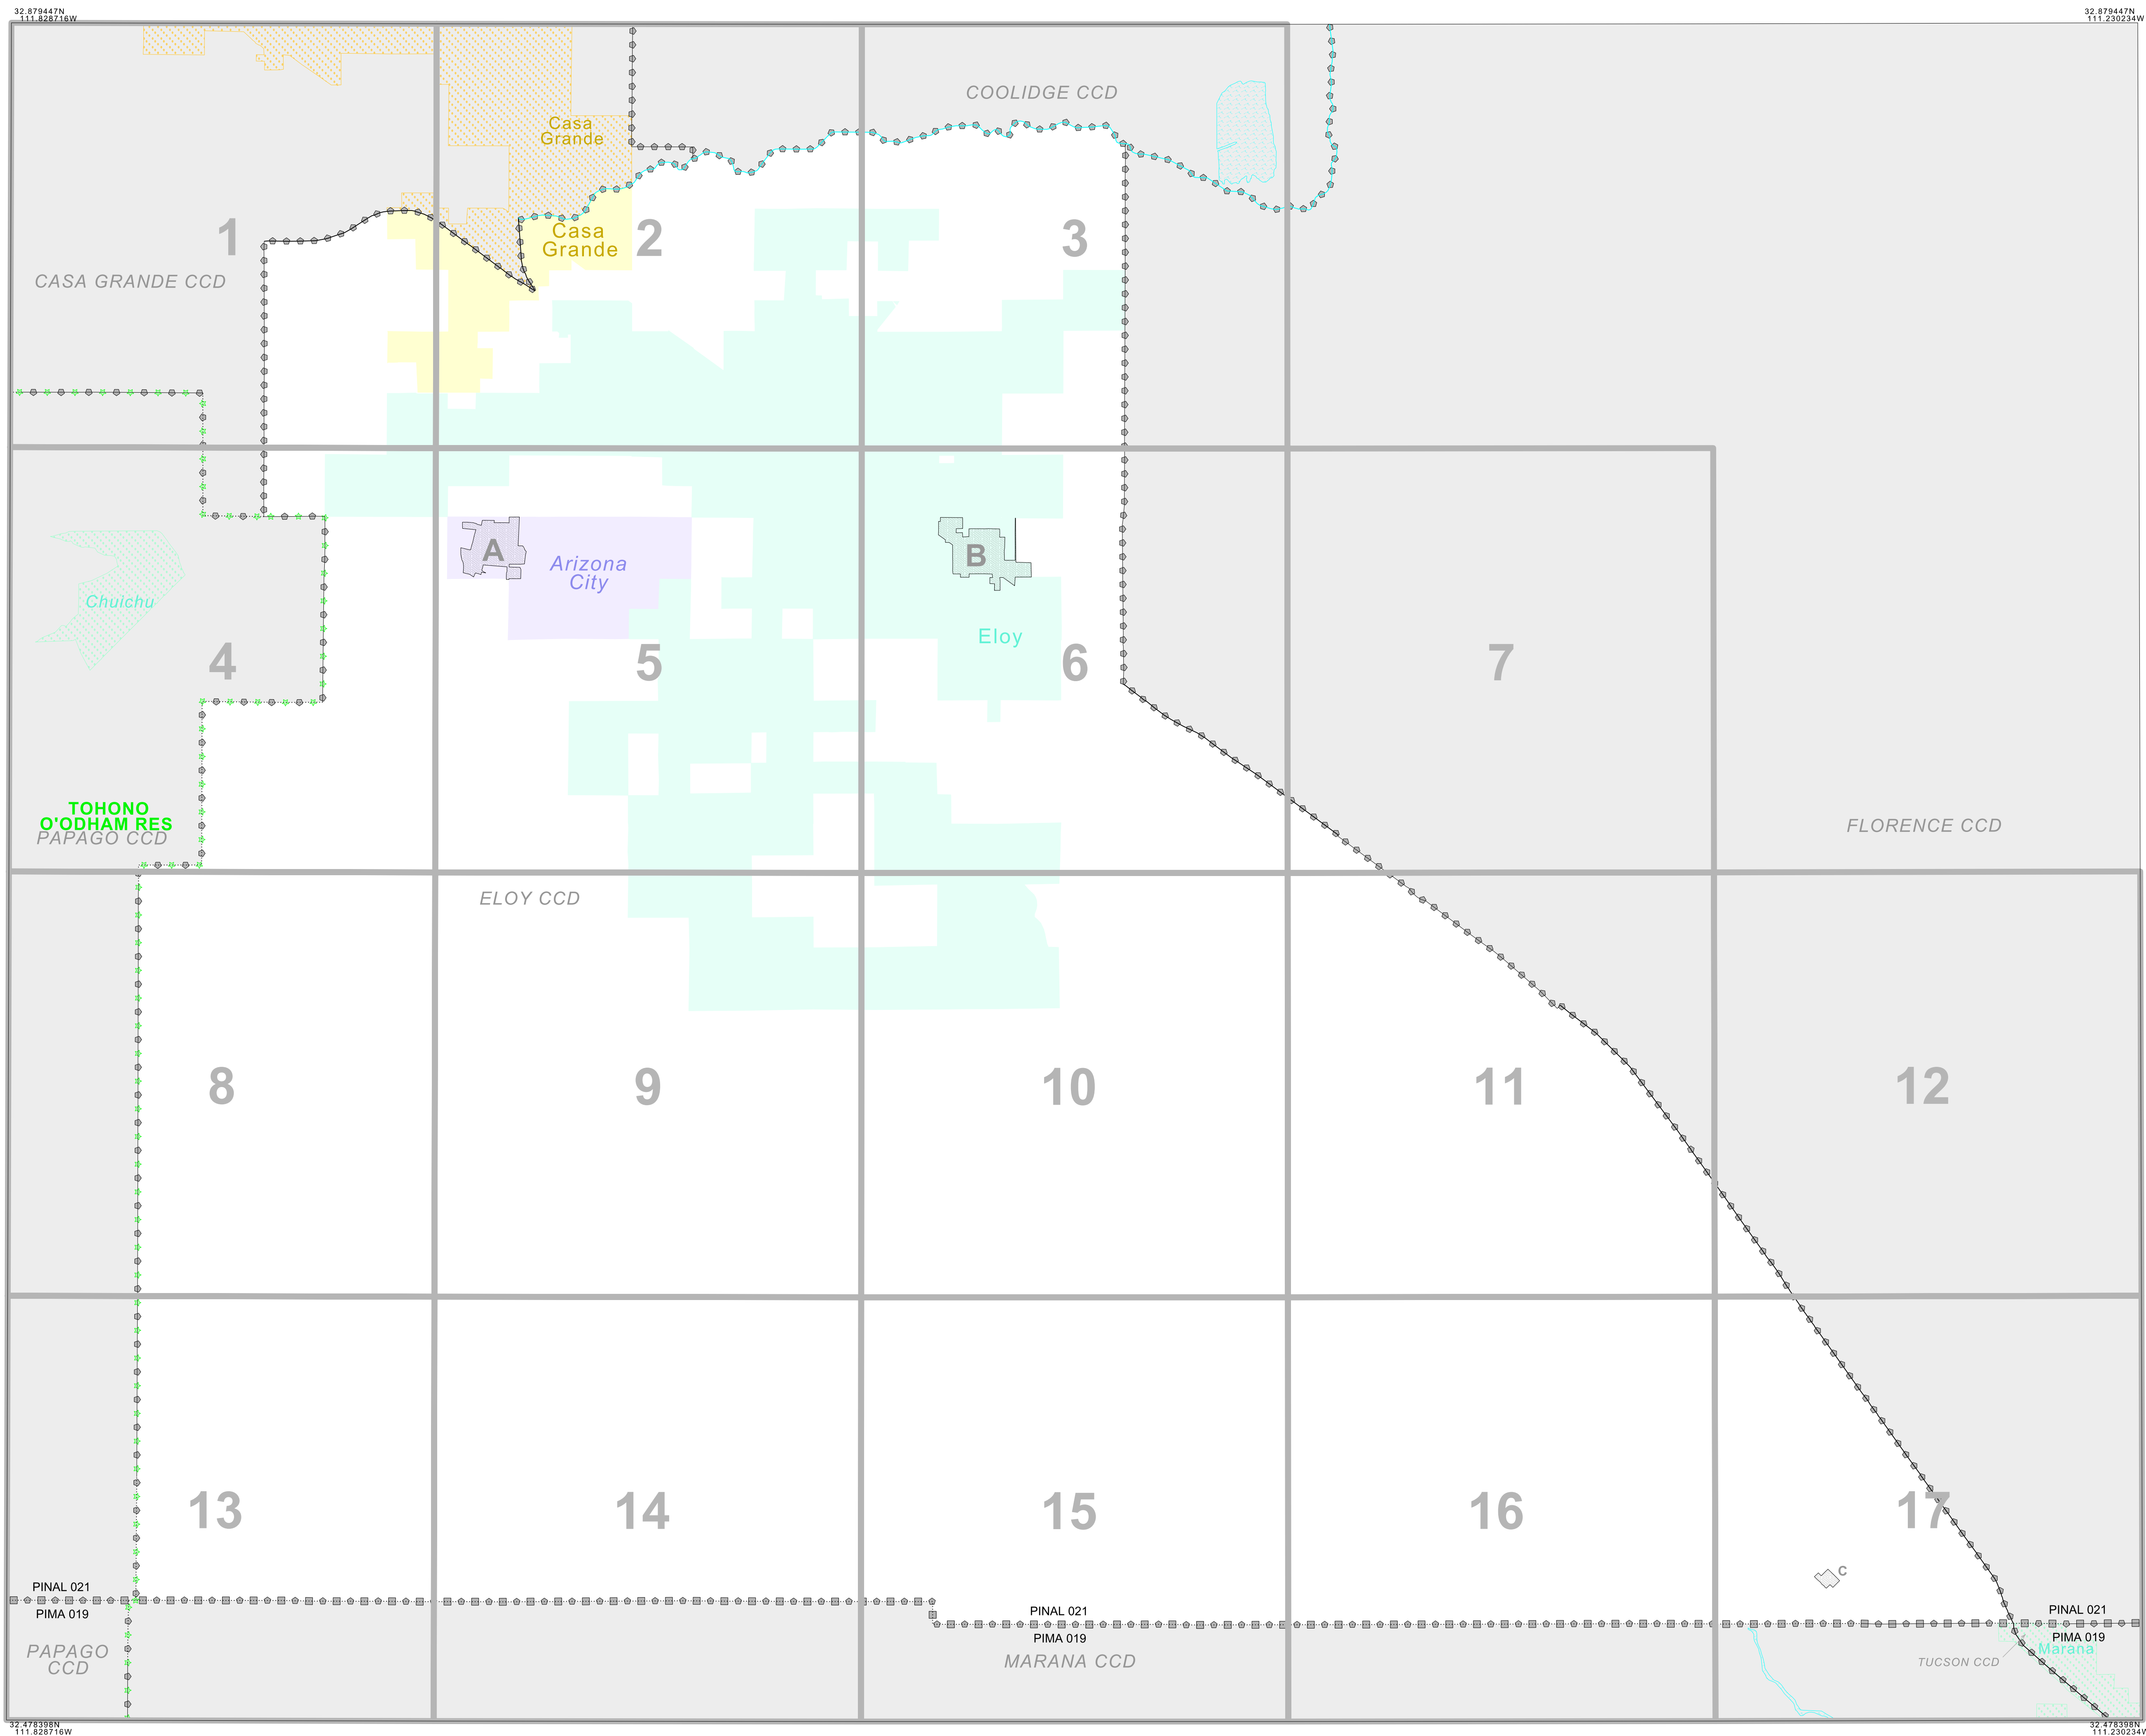 32.879447N
111.828716W
32.879447N
111.230234W
COOLIDGE CCD
Casa
Grande
1
Casa
Grande
2
3
CASA GRANDE CCD
A
B
Arizona
City
Chuichu
Eloy
4
5
6
7
TOHONO
O'ODHAM RES
PAPAGO CCD
FLORENCE CCD
ELOY CCD
8
9
10
11
12
13
14
15
16
17
C
PINAL 021
PIMA 019
PINAL 021
PIMA 019
PINAL 021
PIMA 019
Marana
PAPAGO
CCD
MARANA CCD
TUCSON CCD
32.478398N
111.828716W
32.478398N
111.230234W